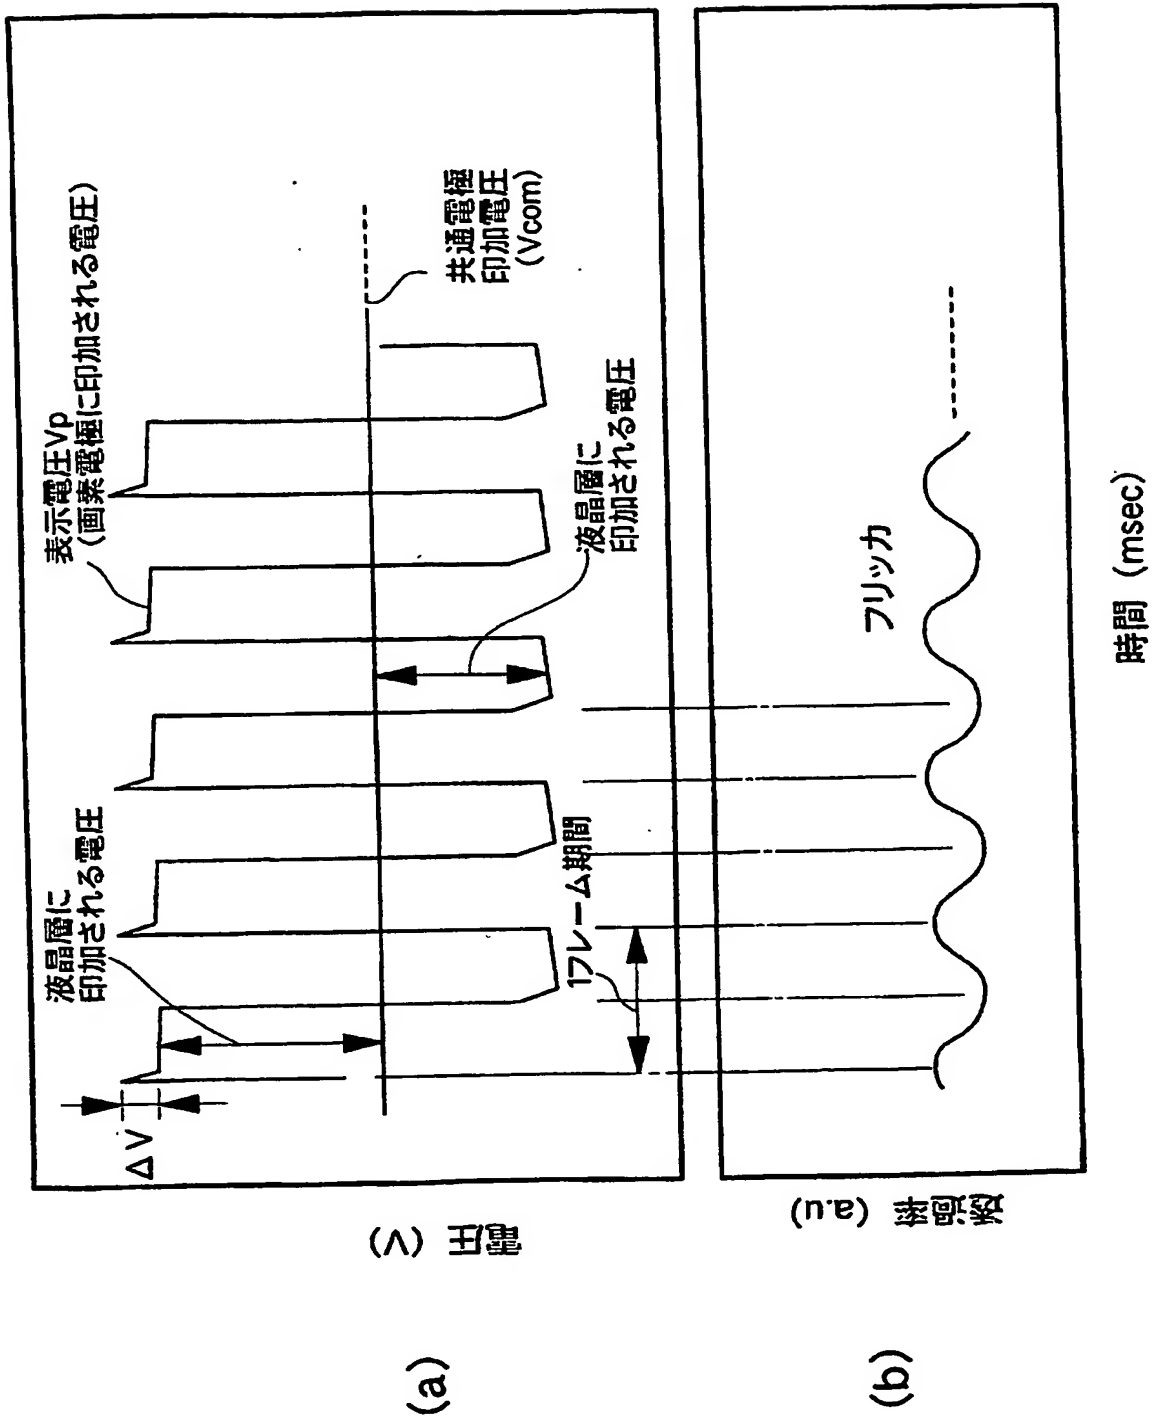 (a)
電圧 (V)
ΔV
液晶層に
印加される電圧
表示電圧Vp
(画素電極に印加される電圧)
共通電極
印加電圧
(Vcom)
液晶層に
印加される電圧
1フレーム期間
(b)
透過率 (a.u)
フリッカ
時間 (msec)